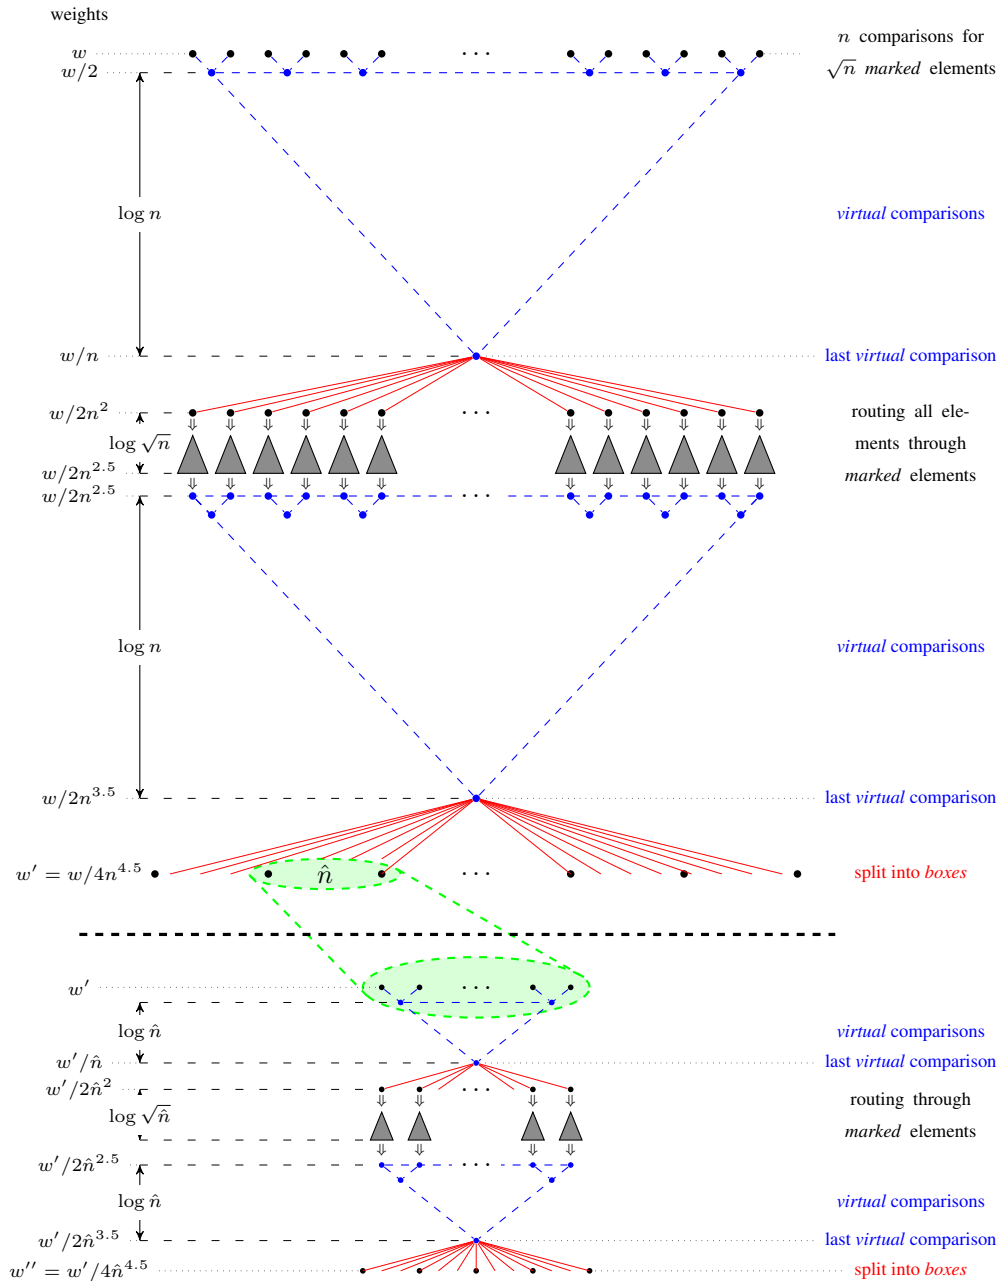 weights
w
n comparisons for
w/2
√n marked elements
log n
virtual comparisons
w/n
last virtual comparison
w/2n^2
routing all ele-
log √n
ments through
w/2n^2.5
marked elements
w/2n^2.5
log n
virtual comparisons
w/2n^3.5
last virtual comparison
w′ = w/4n^4.5
n̂
split into boxes
w′
log n̂
virtual comparisons
w′/n̂
last virtual comparison
w′/2n̂^2
routing through
log √n̂
marked elements
w′/2n̂^2.5
log n̂
virtual comparisons
w′/2n̂^3.5
last virtual comparison
w″ = w′/4n̂^4.5
split into boxes